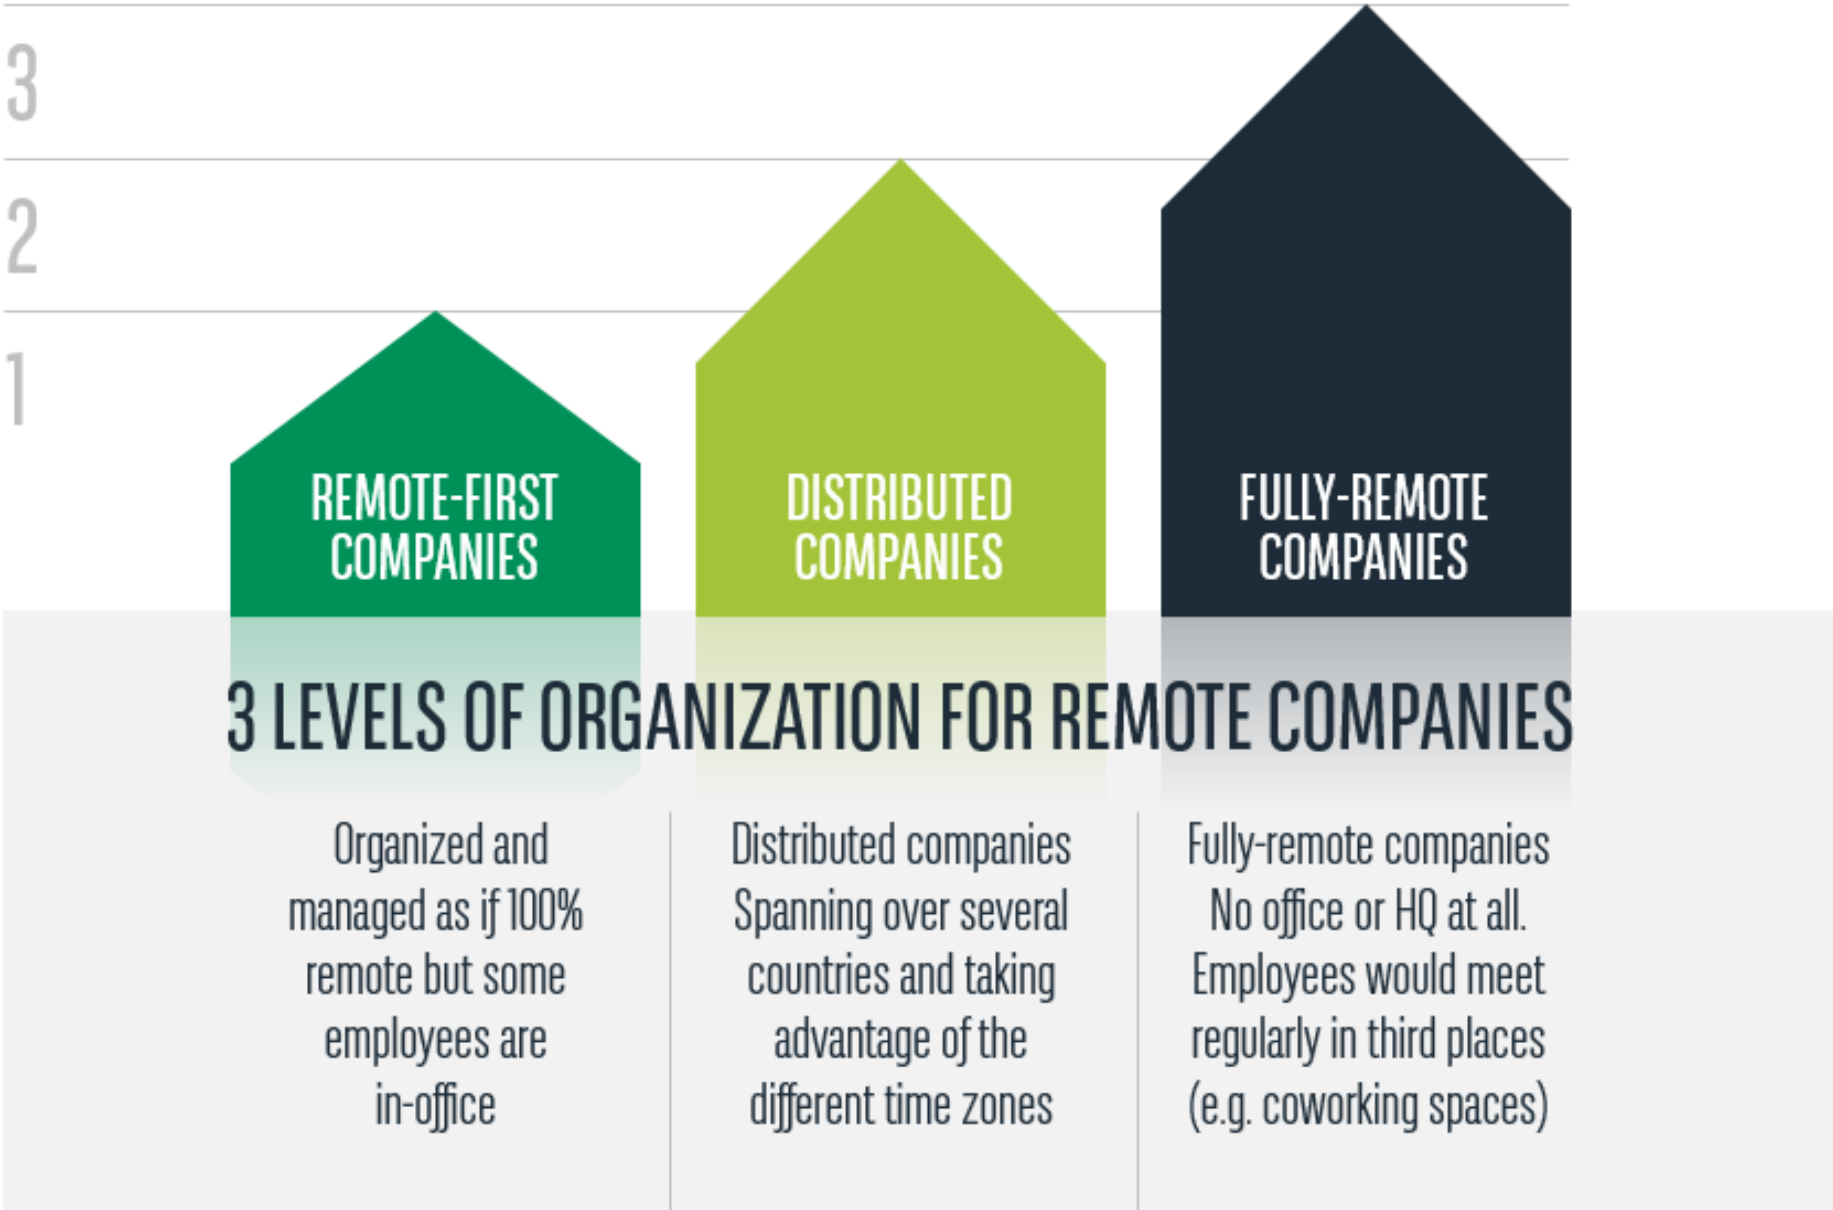 3
2
1
REMOTE-FIRST
COMPANIES
DISTRIBUTED
COMPANIES
FULLY-REMOTE
COMPANIES
3 LEVELS OF ORGANIZATION FOR REMOTE COMPANIES
Organized and
managed as if 100%
remote but some
employees are
in-office
Distributed companies
Spanning over several
countries and taking
advantage of the
different time zones
Fully-remote companies
No office or HQ at all.
Employees would meet
regularly in third places
(e.g. coworking spaces)